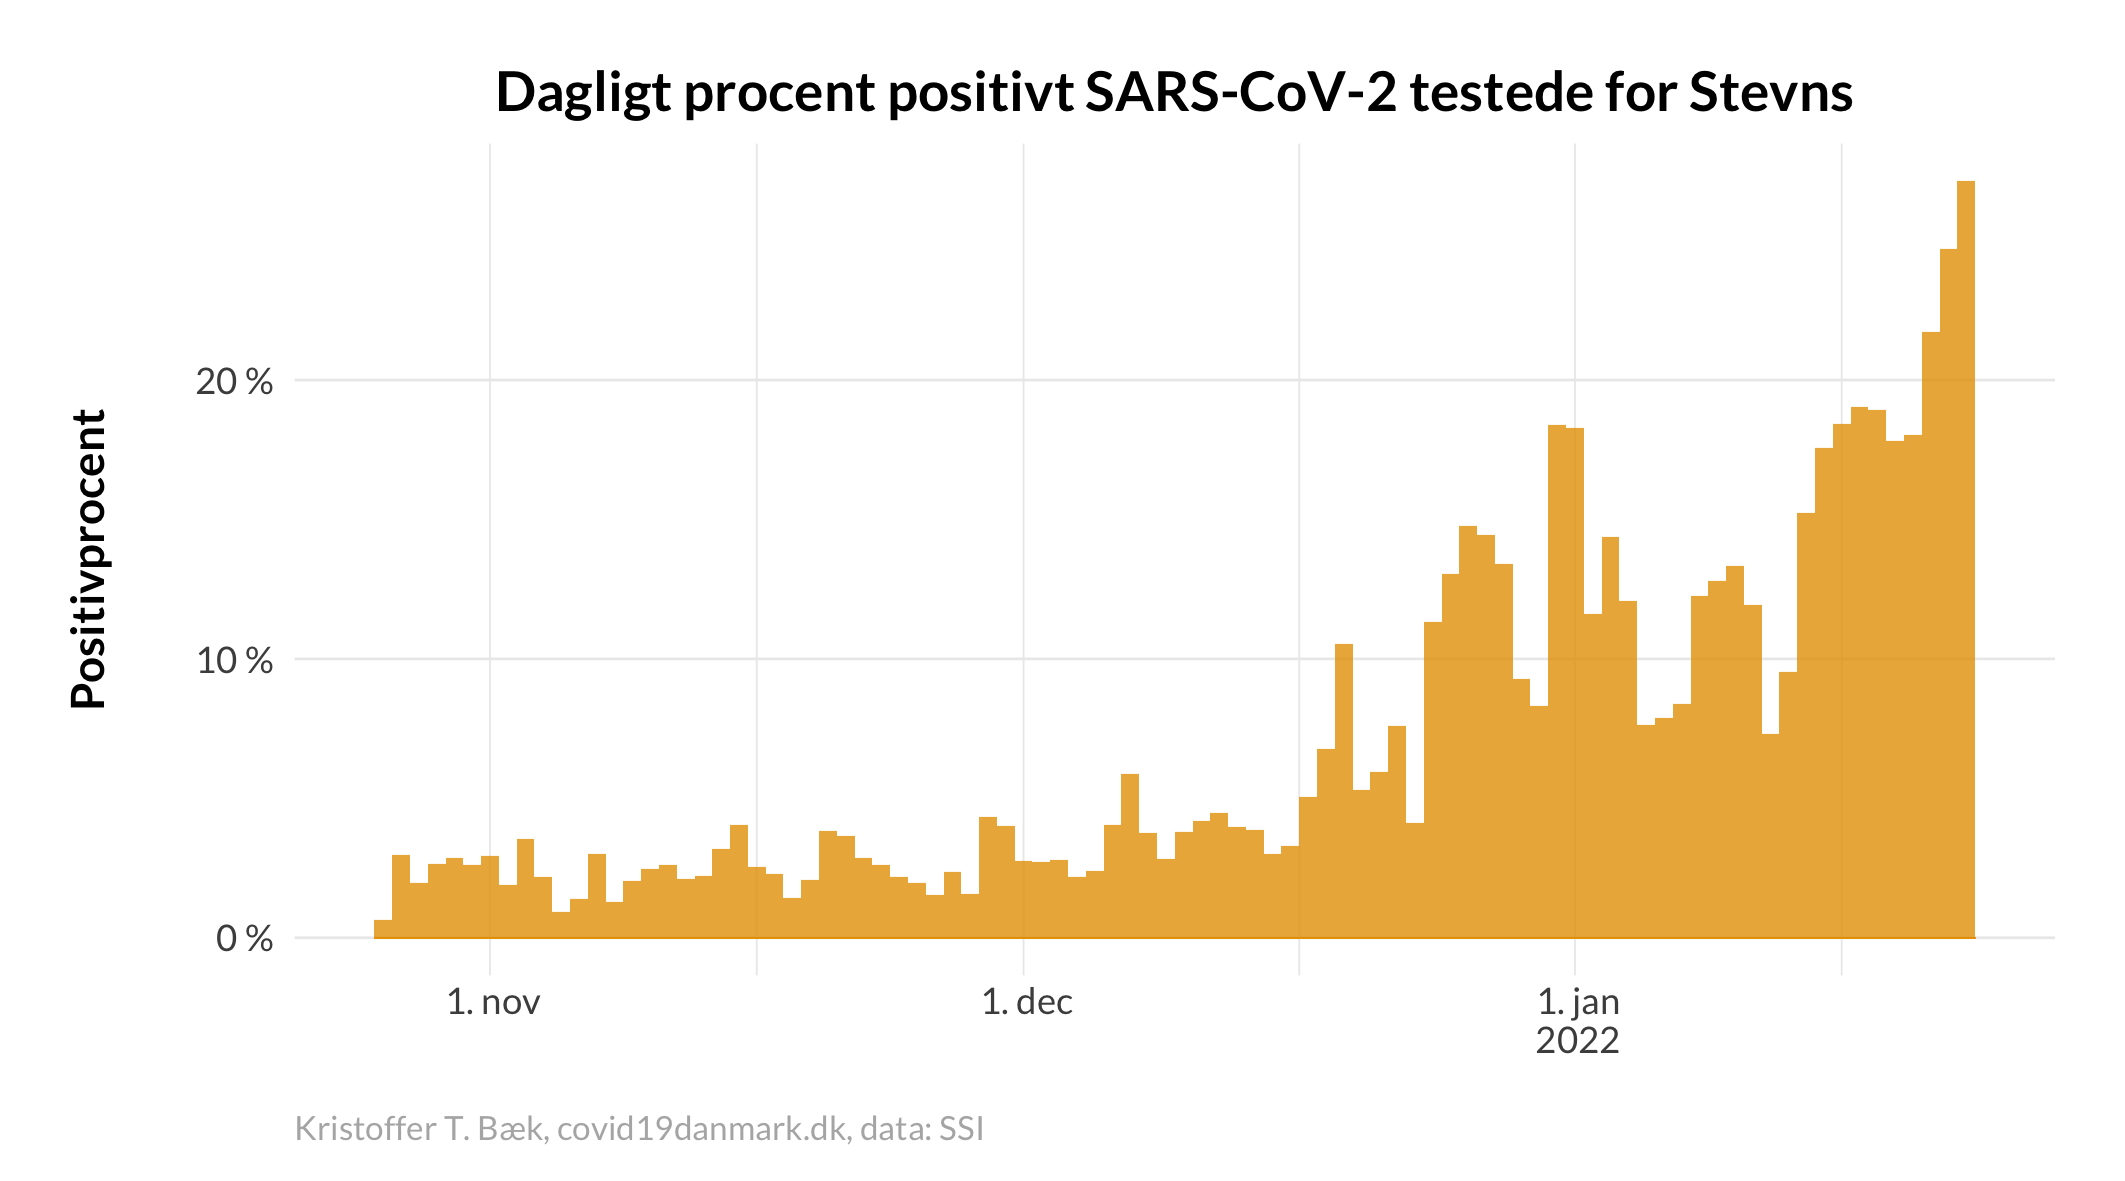 Dagligt procent positivt SARS-CoV-2 testede for Stevns
Positivprocent
20 %
10 %
0 %
1. nov
1. dec
1. jan
2022
Kristoffer T. Bæk, covid19danmark.dk, data: SSI